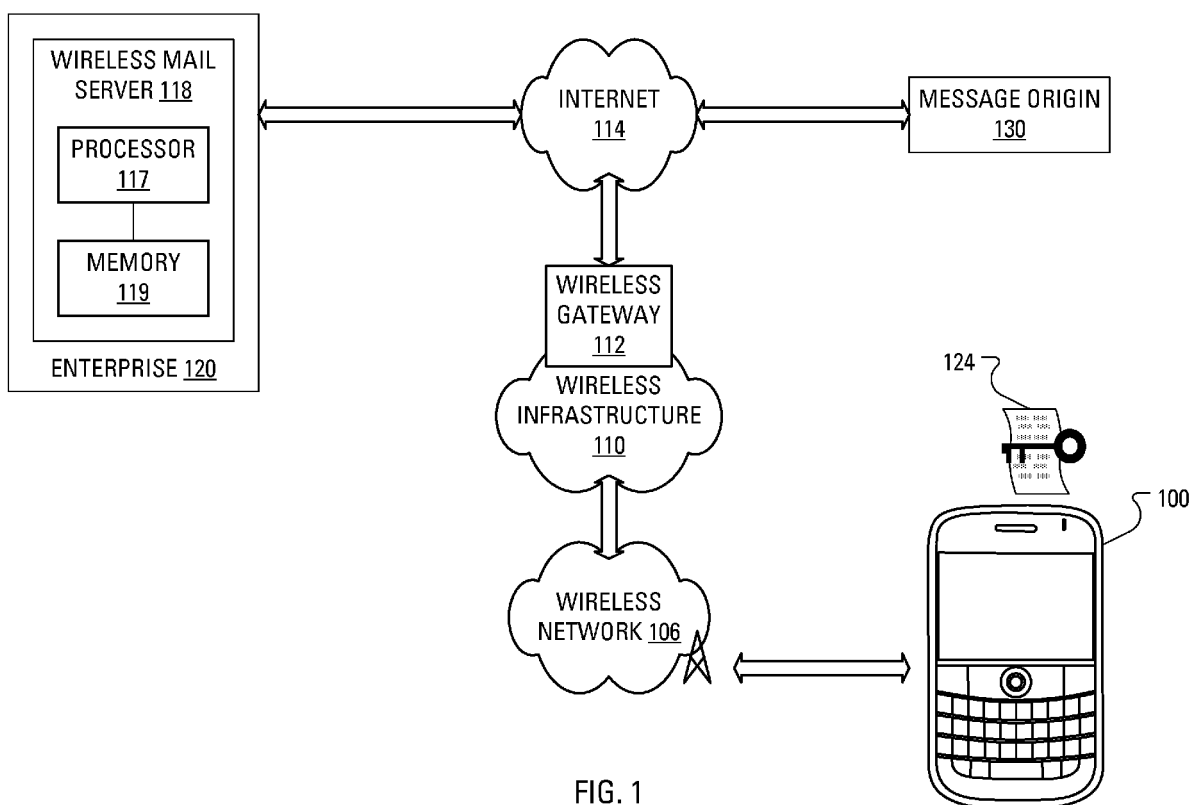 WIRELESS MAIL
SERVER 118
PROCESSOR
117
MEMORY
119
ENTERPRISE 120
INTERNET
114
MESSAGE ORIGIN
130
WIRELESS
GATEWAY
112
WIRELESS
INFRASTRUCTURE
110
WIRELESS
NETWORK 106
124
100
FIG. 1